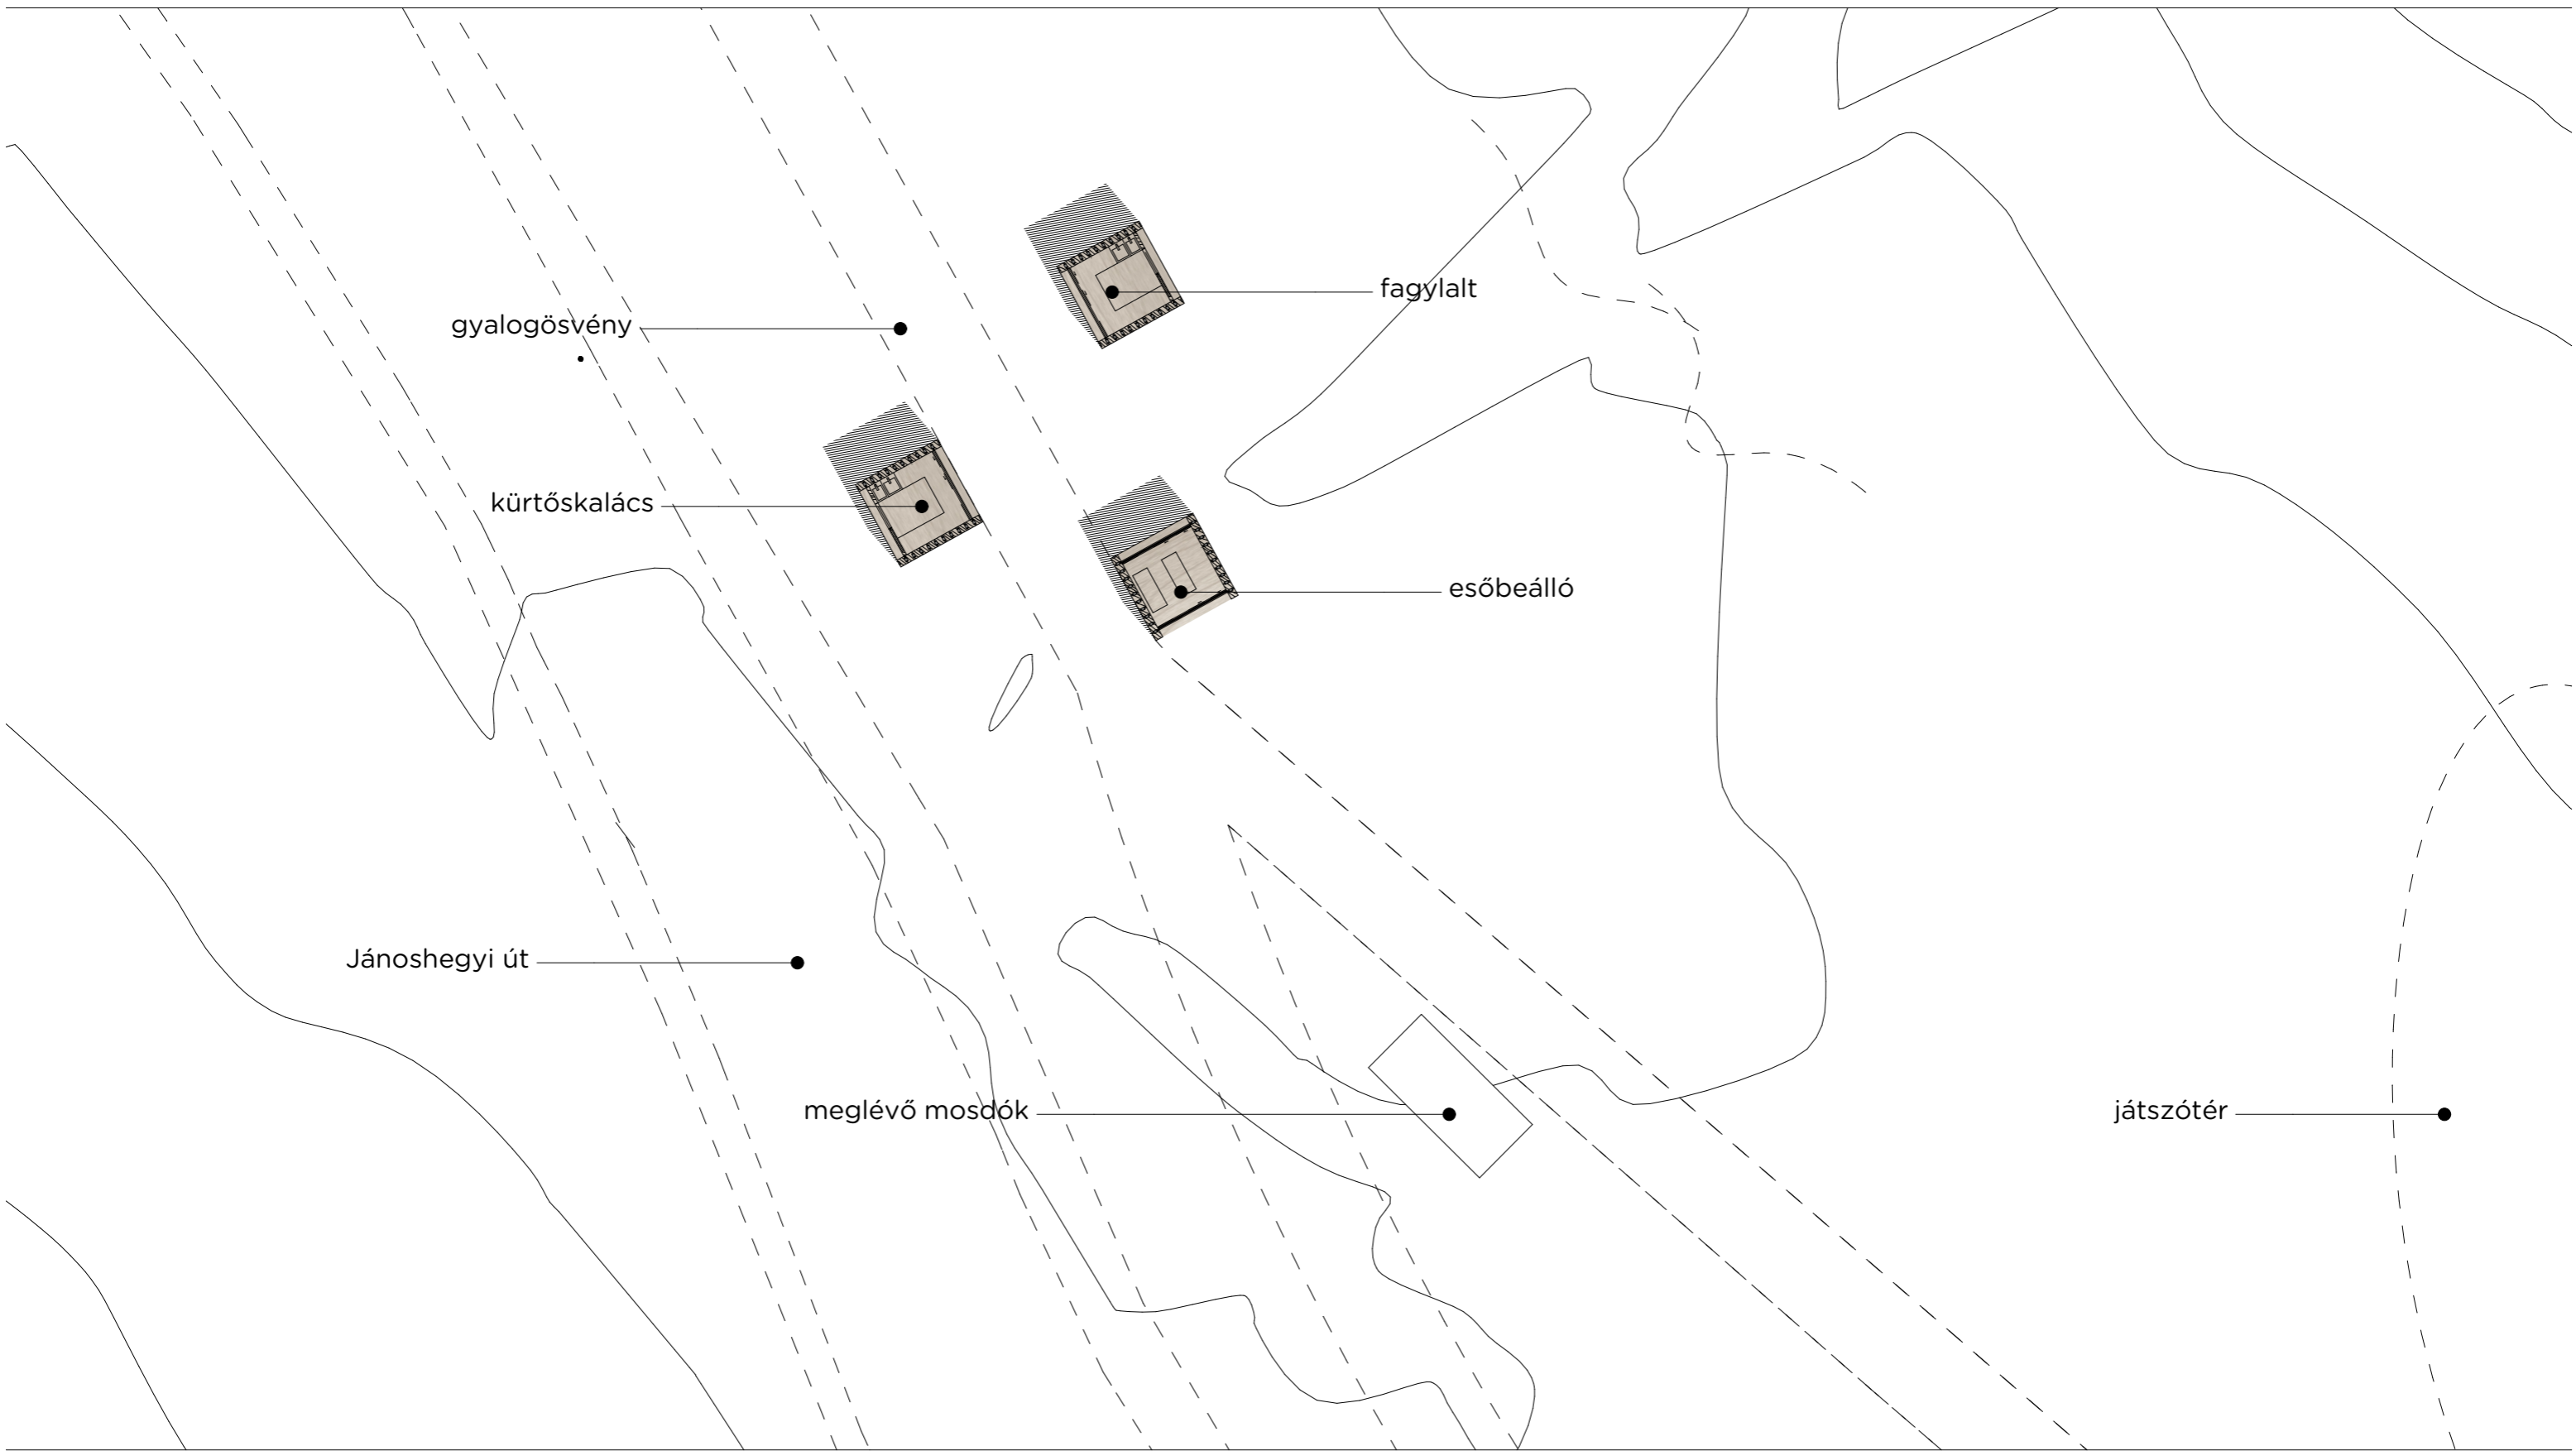 fagylalt
gyalogösvény
kürtőskalács
esőbeálló
Jánoshegyi út
meglévő mosdók
játszótér